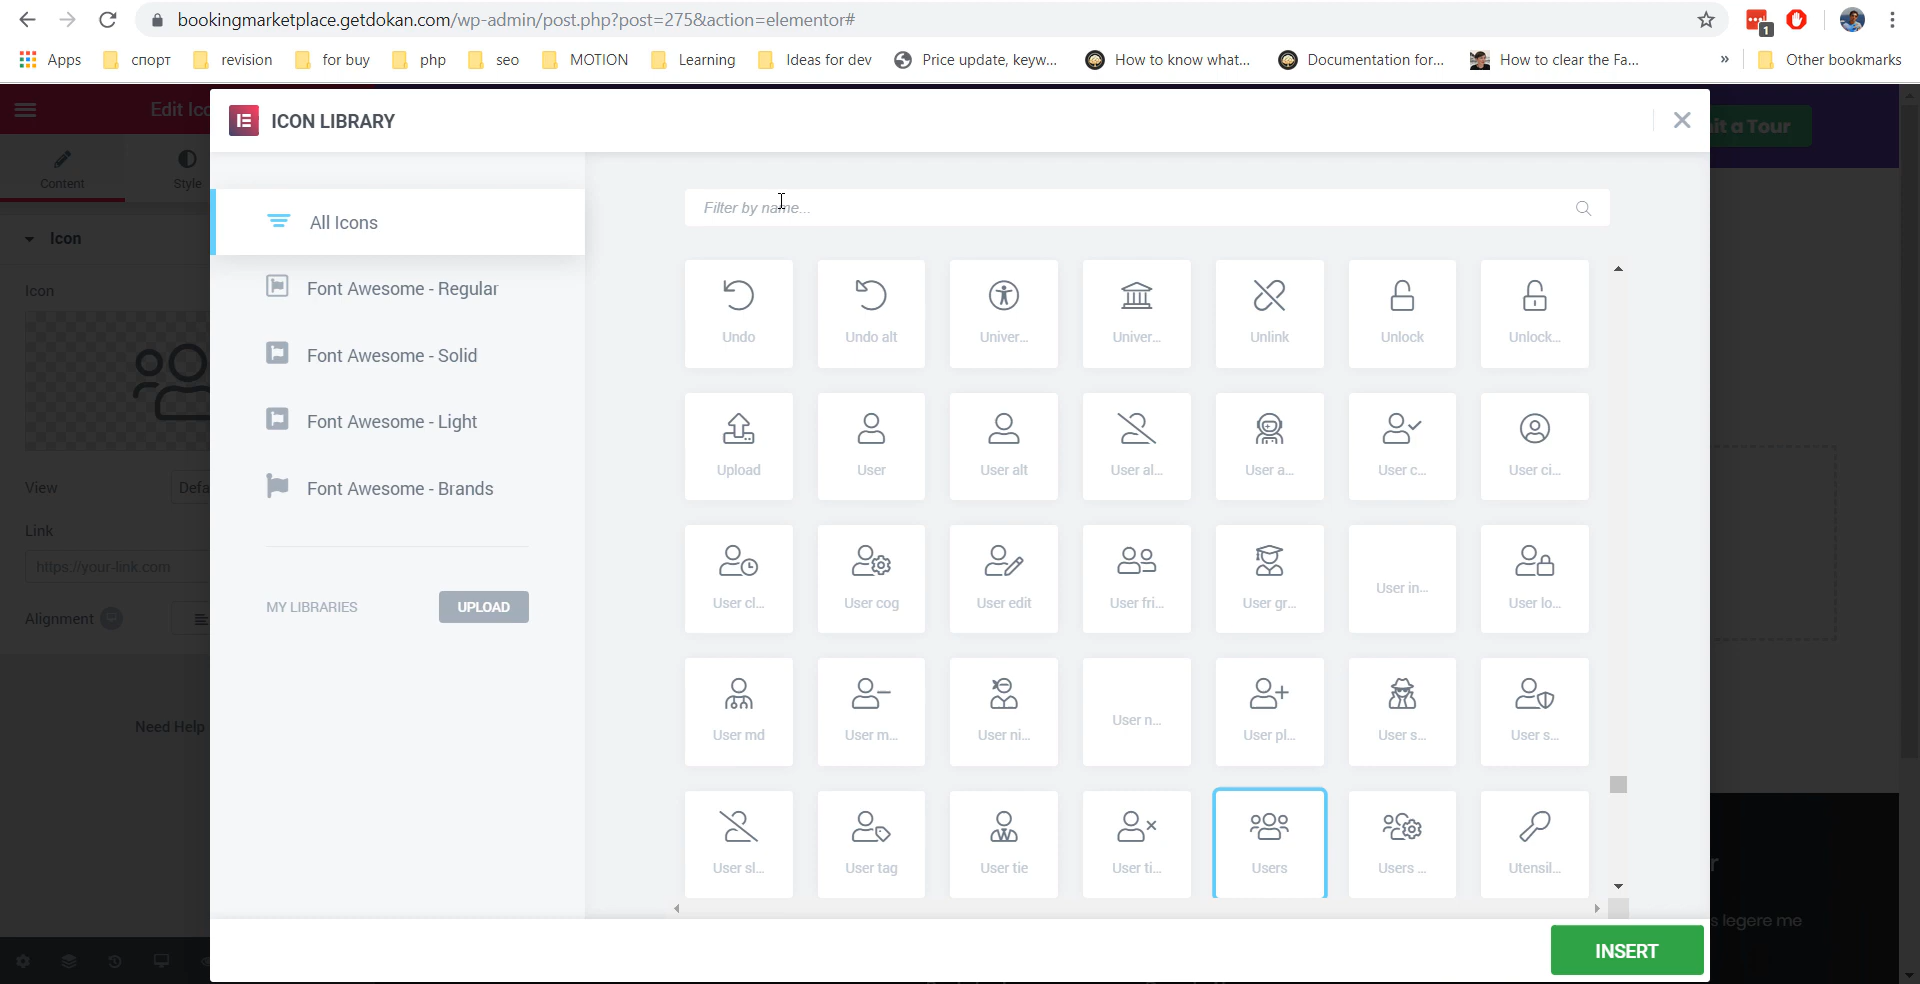 bookingmarketplace.getdokan.com/wp-admin/post.php?post=275&action=elementor#
1
Apps спорт revision for buy php seo MOTION Learning Ideas for dev Price update, keyw... How to know what... Documentation for... How to clear the Fa... » Other bookmarks
Edit Ico
it a Tour
Content
Style
Icon
Icon
View
Defa
Link
https://your-link.com
Alignment
Need Help
ICON LIBRARY
All Icons
Font Awesome - Regular
Font Awesome - Solid
Font Awesome - Light
Font Awesome - Brands
MY LIBRARIES
UPLOAD
Filter by name...
Undo Undo alt Univer... Univer... Unlink Unlock Unlock...
Upload User User alt User al... User a... User c... User ci...
User cl... User cog User edit User fri... User gr... User in... User lo...
User md User m... User ni... User n... User pl... User s... User s...
User sl... User tag User tie User ti... Users Users ... Utensil...
r
s legere me
INSERT